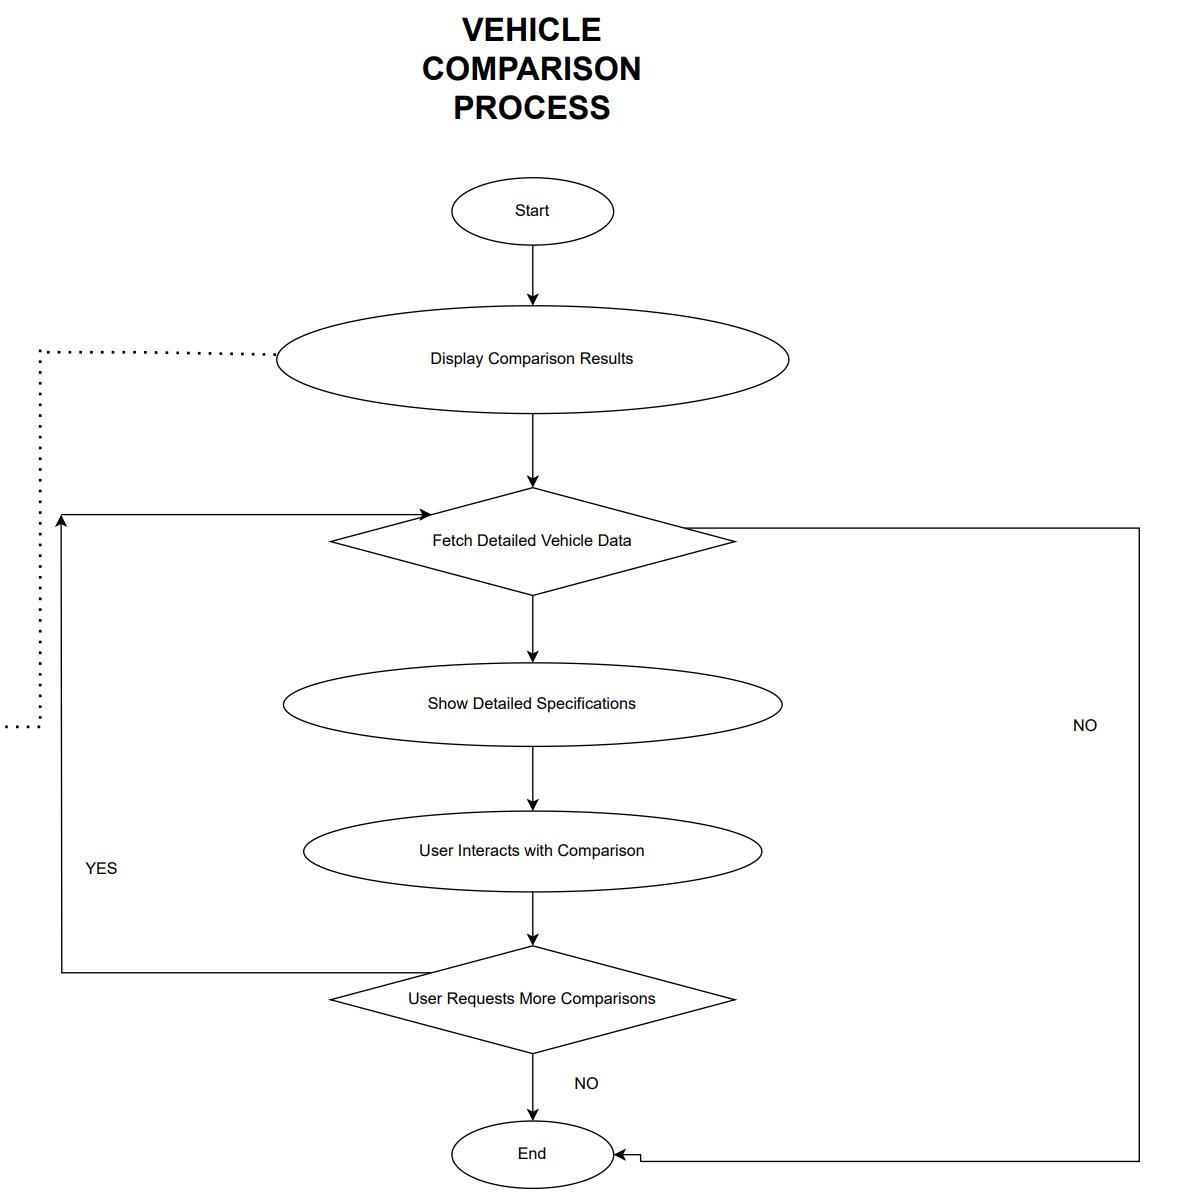 VEHICLE
COMPARISON
PROCESS
Start
Display Comparison Results
Fetch Detailed Vehicle Data
Show Detailed Specifications
NO
User Interacts with Comparison
YES
User Requests More Comparisons
NO
End